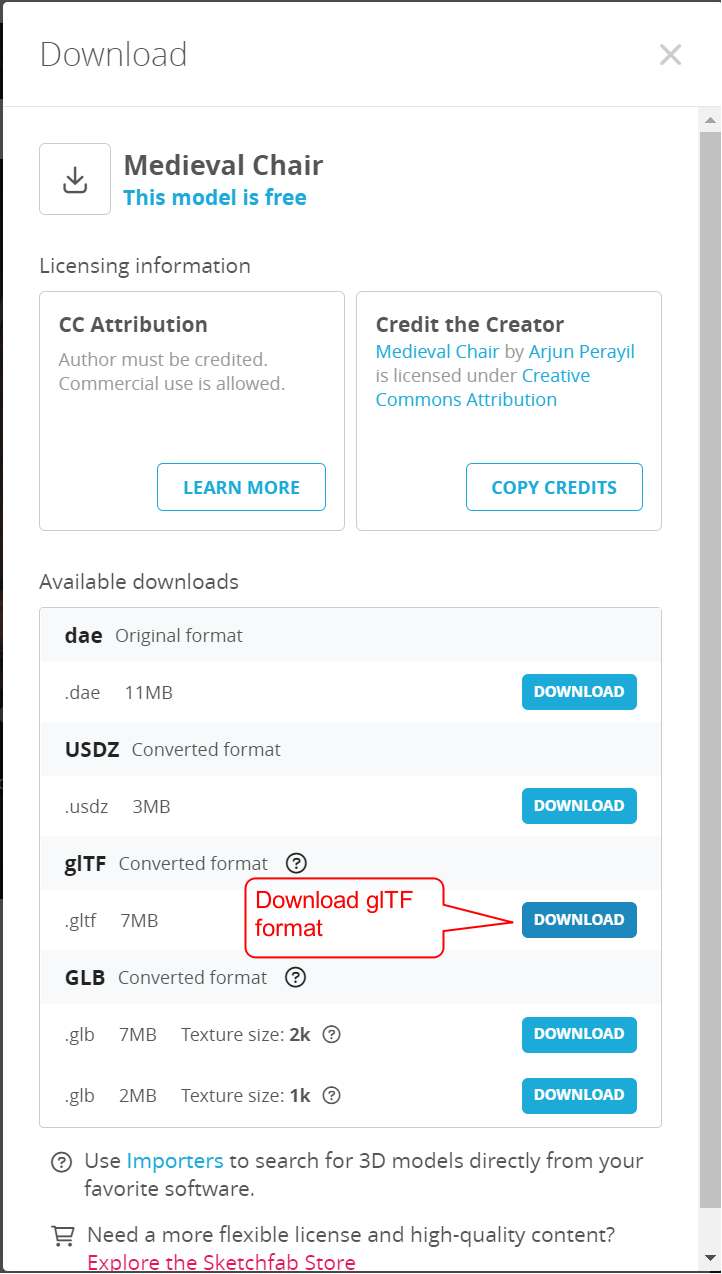 Download
Medieval Chair
This model is free
Licensing information
CC Attribution
Author must be credited.
Commercial use is allowed.
LEARN MORE
Credit the Creator
Medieval Chair by Arjun Perayil
is licensed under Creative
Commons Attribution
COPY CREDITS
Available downloads
dae Original format
.dae 11MB DOWNLOAD
USDZ Converted format
.usdz 3MB DOWNLOAD
glTF Converted format ?
Download glTF
format
.gltf 7MB DOWNLOAD
GLB Converted format ?
.glb 7MB Texture size: 2k ? DOWNLOAD
.glb 2MB Texture size: 1k ? DOWNLOAD
? Use Importers to search for 3D models directly from your
favorite software.
Need a more flexible license and high-quality content?
Explore the Sketchfab Store